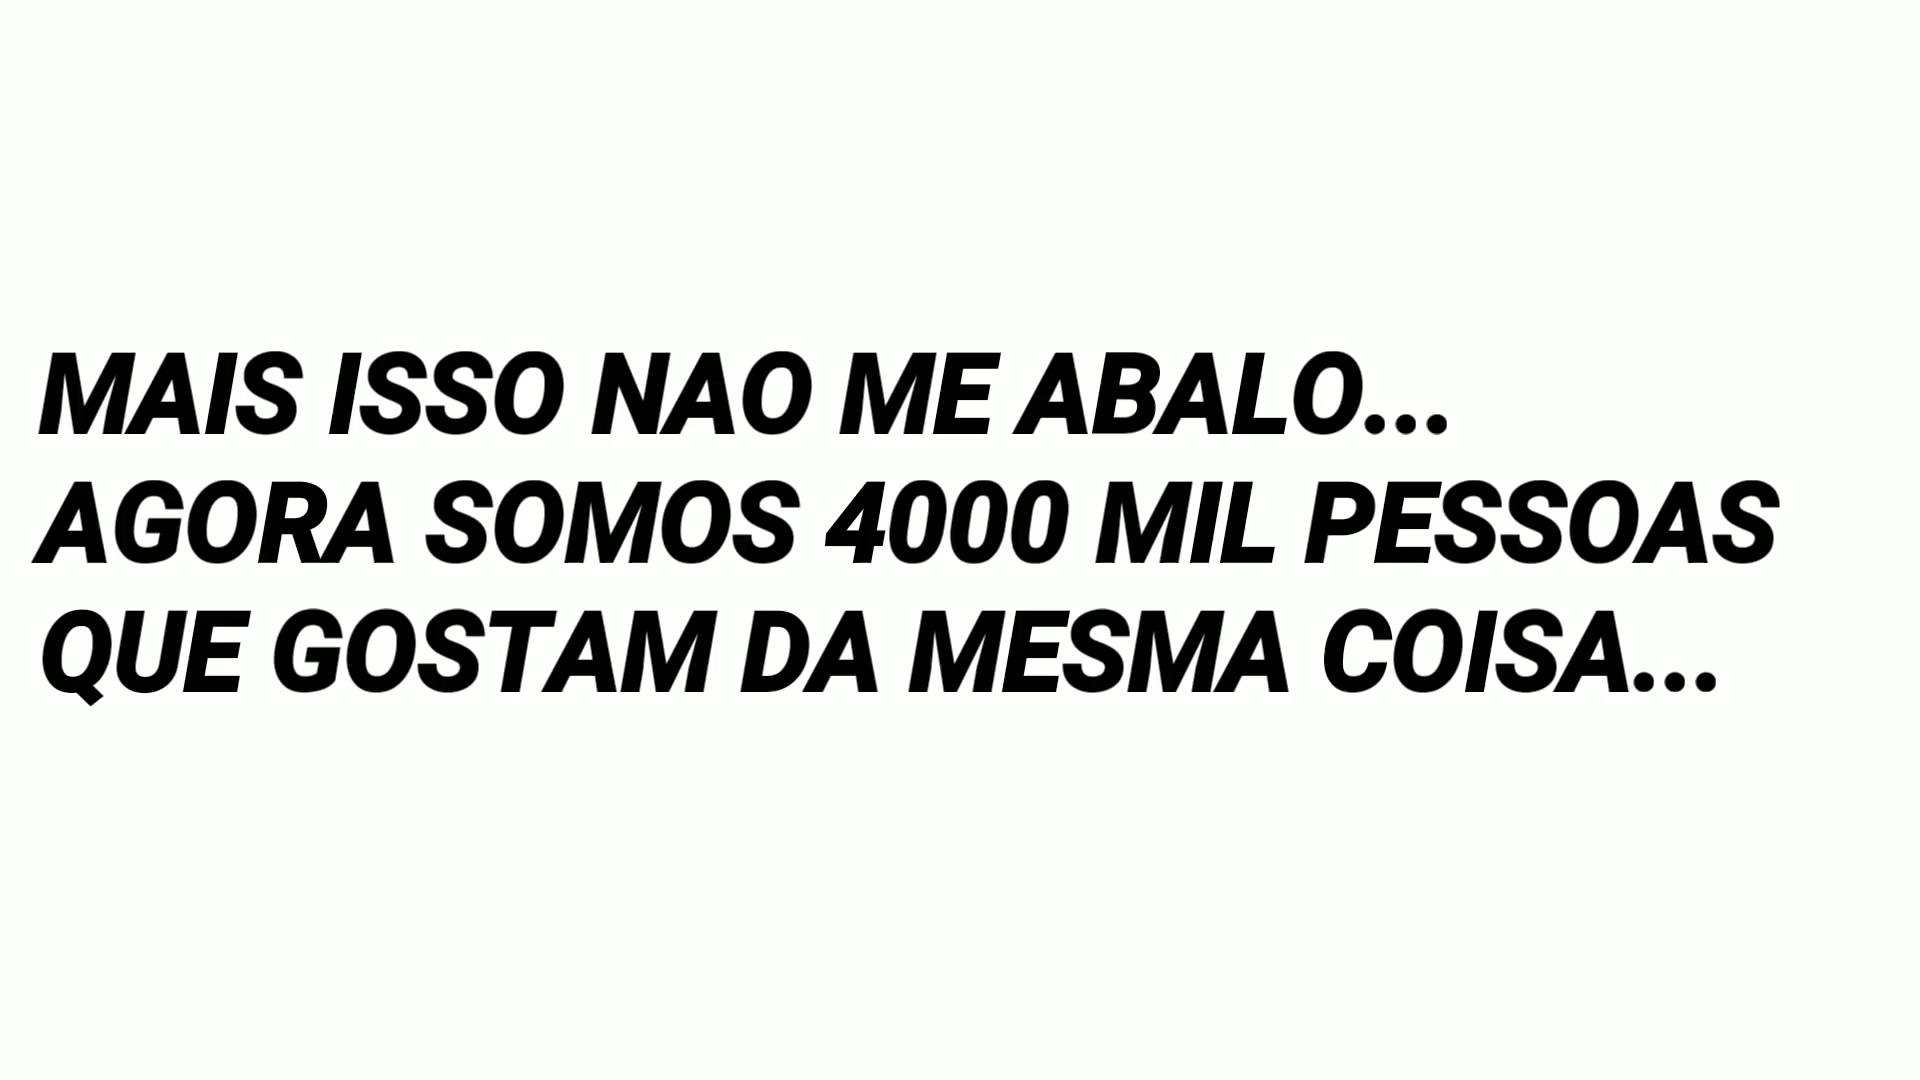 MAIS ISSO NAO ME ABALO...
AGORA SOMOS 4000 MIL PESSOAS
QUE GOSTAM DA MESMA COISA...